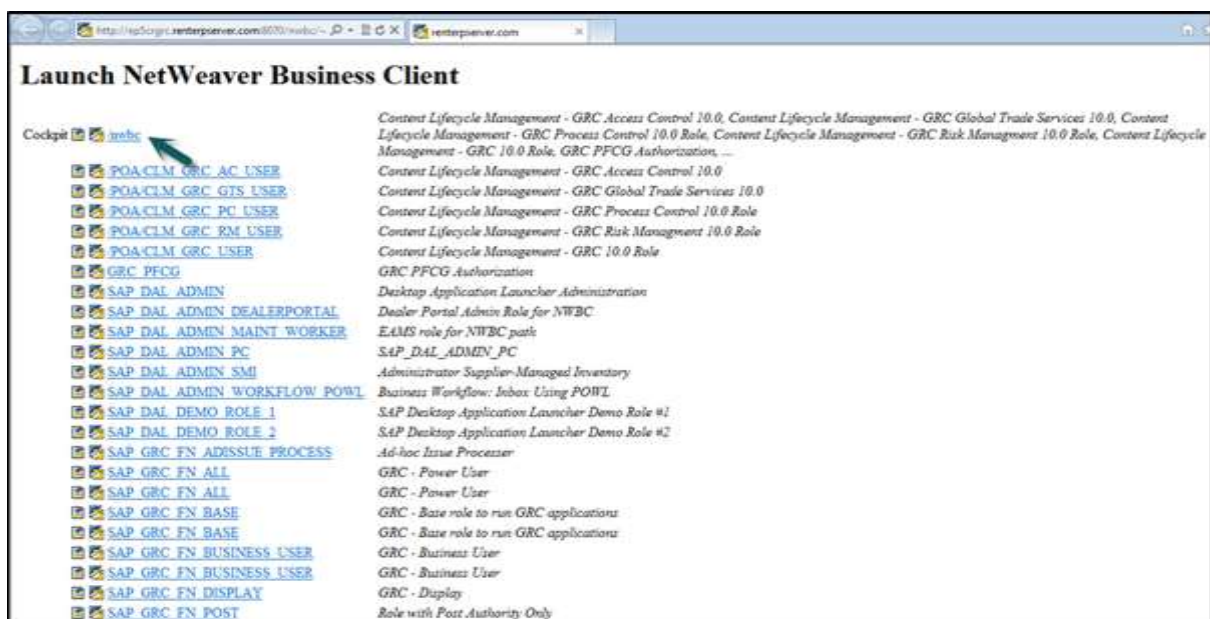 http://ep5crgrc.renterpserver.com:8070/nwbc/~
renterpserver.com
Launch NetWeaver Business Client
Cockpit /nwbc Content Lifecycle Management - GRC Access Control 10.0, Content Lifecycle Management - GRC Global Trade Services 10.0, Content
Lifecycle Management - GRC Process Control 10.0 Role, Content Lifecycle Management - GRC Risk Managment 10.0 Role, Content Lifecycle
Management - GRC 10.0 Role, GRC PFCG Authorization, ...
/POA/CLM_GRC_AC_USER Content Lifecycle Management - GRC Access Control 10.0
/POA/CLM_GRC_GTS_USER Content Lifecycle Management - GRC Global Trade Services 10.0
/POA/CLM_GRC_PC_USER Content Lifecycle Management - GRC Process Control 10.0 Role
/POA/CLM_GRC_RM_USER Content Lifecycle Management - GRC Risk Managment 10.0 Role
/POA/CLM_GRC_USER Content Lifecycle Management - GRC 10.0 Role
GRC_PFCG GRC PFCG Authorization
SAP_DAL_ADMIN Desktop Application Launcher Administration
SAP_DAL_ADMIN_DEALERPORTAL Dealer Portal Admin Role for NWBC
SAP_DAL_ADMIN_MAINT_WORKER EAMS role for NWBC path
SAP_DAL_ADMIN_PC SAP_DAL_ADMIN_PC
SAP_DAL_ADMIN_SMI Administrator Supplier-Managed Inventory
SAP_DAL_ADMIN_WORKFLOW_POWL Business Workflow: Inbox Using POWL
SAP_DAL_DEMO_ROLE_1 SAP Desktop Application Launcher Demo Role #1
SAP_DAL_DEMO_ROLE_2 SAP Desktop Application Launcher Demo Role #2
SAP_GRC_FN_ADISSUE_PROCESS Ad-hoc Issue Processer
SAP_GRC_FN_ALL GRC - Power User
SAP_GRC_FN_ALL GRC - Power User
SAP_GRC_FN_BASE GRC - Base role to run GRC applications
SAP_GRC_FN_BASE GRC - Base role to run GRC applications
SAP_GRC_FN_BUSINESS_USER GRC - Business User
SAP_GRC_FN_BUSINESS_USER GRC - Business User
SAP_GRC_FN_DISPLAY GRC - Display
SAP_GRC_FN_POST Role with Post Authority Only